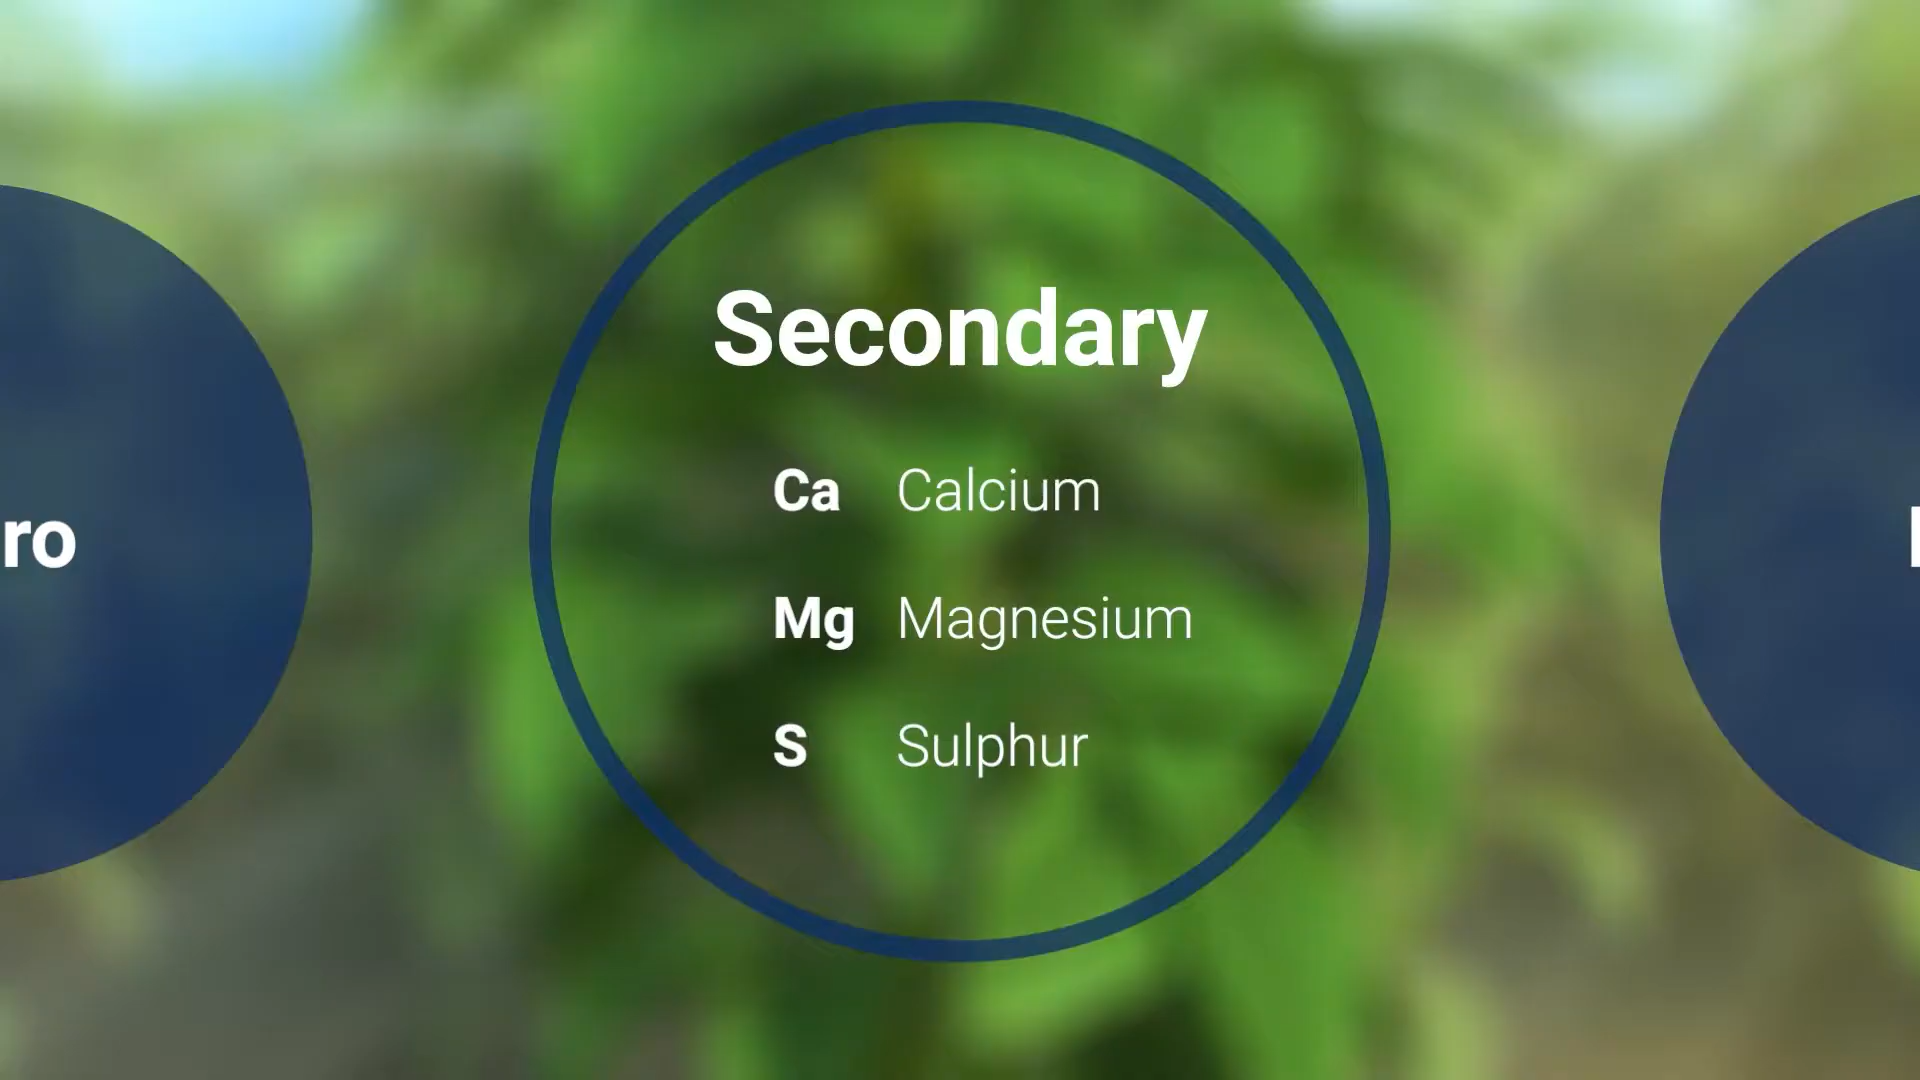 Secondary
Ca Calcium
Mg Magnesium
S Sulphur
ro